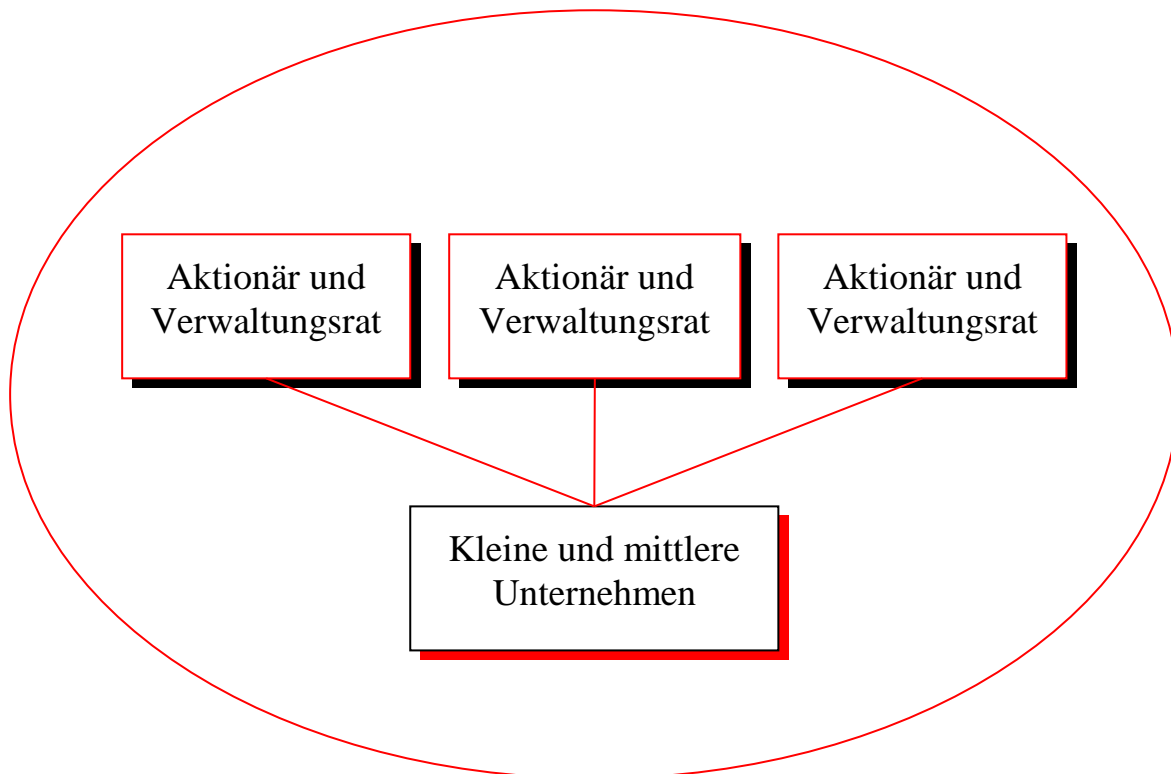 Aktionär und
Verwaltungsrat
Aktionär und
Verwaltungsrat
Aktionär und
Verwaltungsrat
Kleine und mittlere
Unternehmen